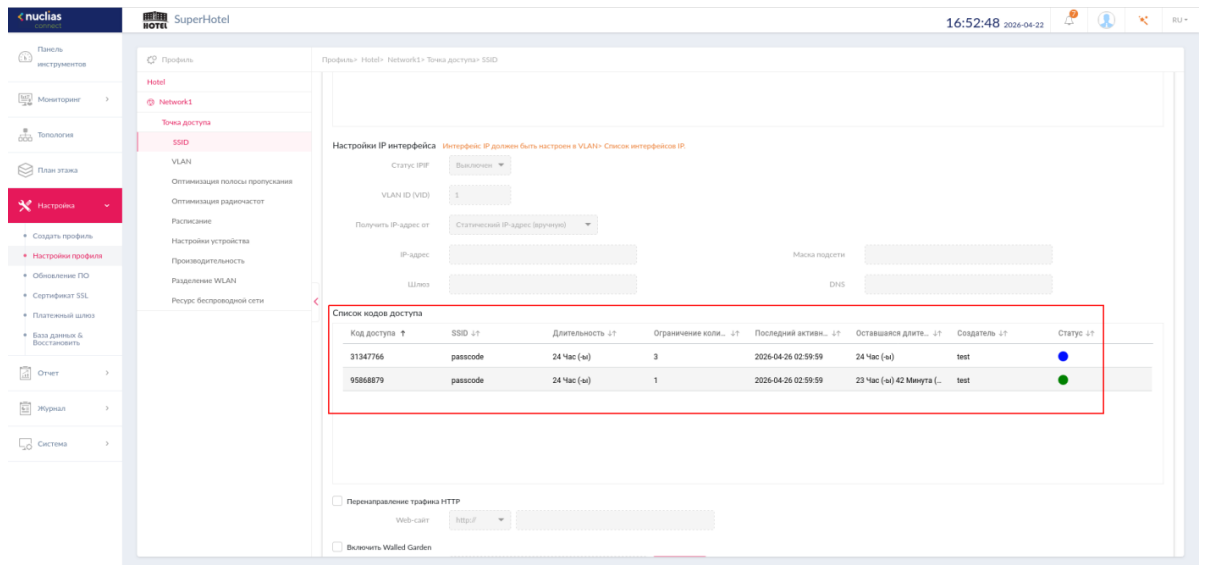 nuclias
connect
HOTEL
SuperHotel
16:52:48 2026-04-22
7
RU
Панель инструментов
Мониторинг
Топология
План этажа
Настройка
Создать профиль
Настройки профиля
Обновление ПО
Сертификат SSL
Платежный шлюз
База данных &
Восстановить
Отчет
Журнал
Система
Профиль
Hotel
Network1
Точка доступа
SSID
VLAN
Оптимизация полосы пропускания
Оптимизация радиочастот
Расписание
Настройки устройства
Производительность
Разделение WLAN
Ресурс беспроводной сети
Профиль> Hotel> Network1> Точка доступа> SSID
Настройки IP интерфейса Интерфейс IP должен быть настроен в VLAN> Список интерфейсов IP.
Статус IPIF Выключен
VLAN ID (VID) 1
Получить IP-адрес от Статический IP-адрес (вручную)
IP-адрес Маска подсети
Шлюз DNS
Список кодов доступа
Код доступа SSID Длительность Ограничение коли... Последний активн... Оставшаяся длите... Создатель Статус
31347766 passcode 24 Час (-ы) 3 2026-04-26 02:59:59 24 Час (-ы) test
95868879 passcode 24 Час (-ы) 1 2026-04-26 02:59:59 23 Час (-ы) 42 Минута (... test
Перенаправление трафика HTTP
Web-сайт http://
Включить Walled Garden